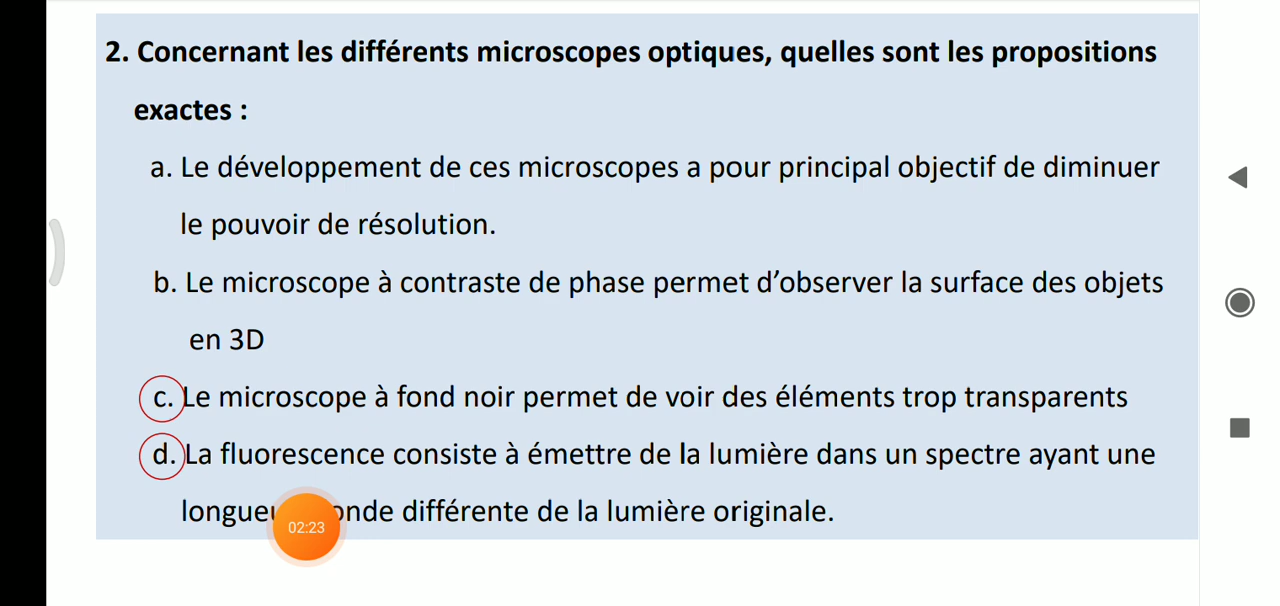 2. Concernant les différents microscopes optiques, quelles sont les propositions
exactes :
a. Le développement de ces microscopes a pour principal objectif de diminuer
le pouvoir de résolution.
b. Le microscope à contraste de phase permet d’observer la surface des objets
en 3D
c. Le microscope à fond noir permet de voir des éléments trop transparents
d. La fluorescence consiste à émettre de la lumière dans un spectre ayant une
différente de la lumière originale.
02:23